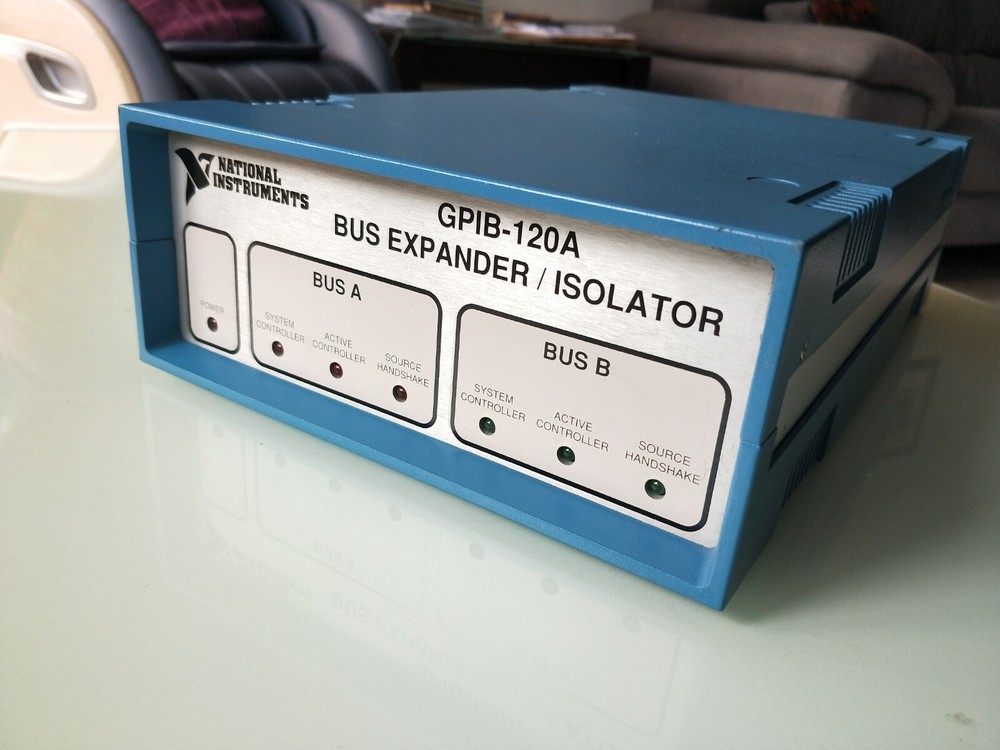 NATIONAL
INSTRUMENTS
GPIB-120A
BUS EXPANDER / ISOLATOR
POWER
BUS A
SYSTEM
CONTROLLER
ACTIVE
CONTROLLER
SOURCE
HANDSHAKE
BUS B
SYSTEM
CONTROLLER
ACTIVE
CONTROLLER
SOURCE
HANDSHAKE